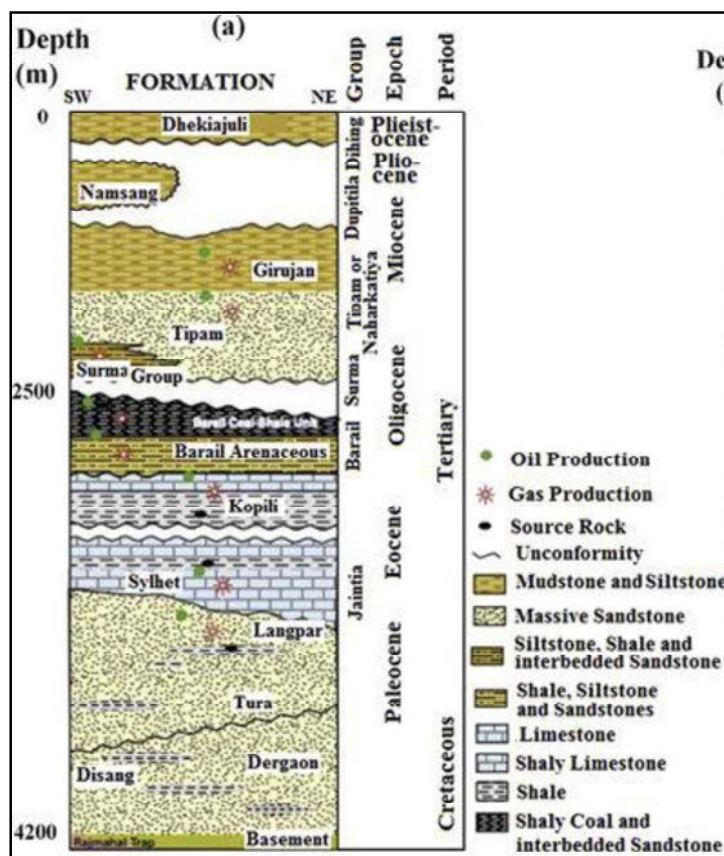 (a)
Depth
(m)
FORMATION
SW
NE
Group
Epoch
Period
De
(
0
Dhekiajuli
Namsang
Girujan
Tipam
Surma Group
2500
Barail Coal-Shale Unit
Barail Arenaceous
Kopili
Sylhet
Langpar
Tura
Disang
Dergaon
4200
Rajmahal Trap
Basement
Dihing
Dupitila
Tipam or
Naharkatiya
Surma
Barail
Jaintia
Plieist-
ocene
Plio-
cene
Miocene
Oligocene
Eocene
Paleocene
Tertiary
Cretaceous
Oil Production
Gas Production
Source Rock
Unconformity
Mudstone and Siltstone
Massive Sandstone
Siltstone, Shale and
interbedded Sandstone
Shale, Siltstone
and Sandstones
Limestone
Shaly Limestone
Shale
Shaly Coal and
interbedded Sandstone